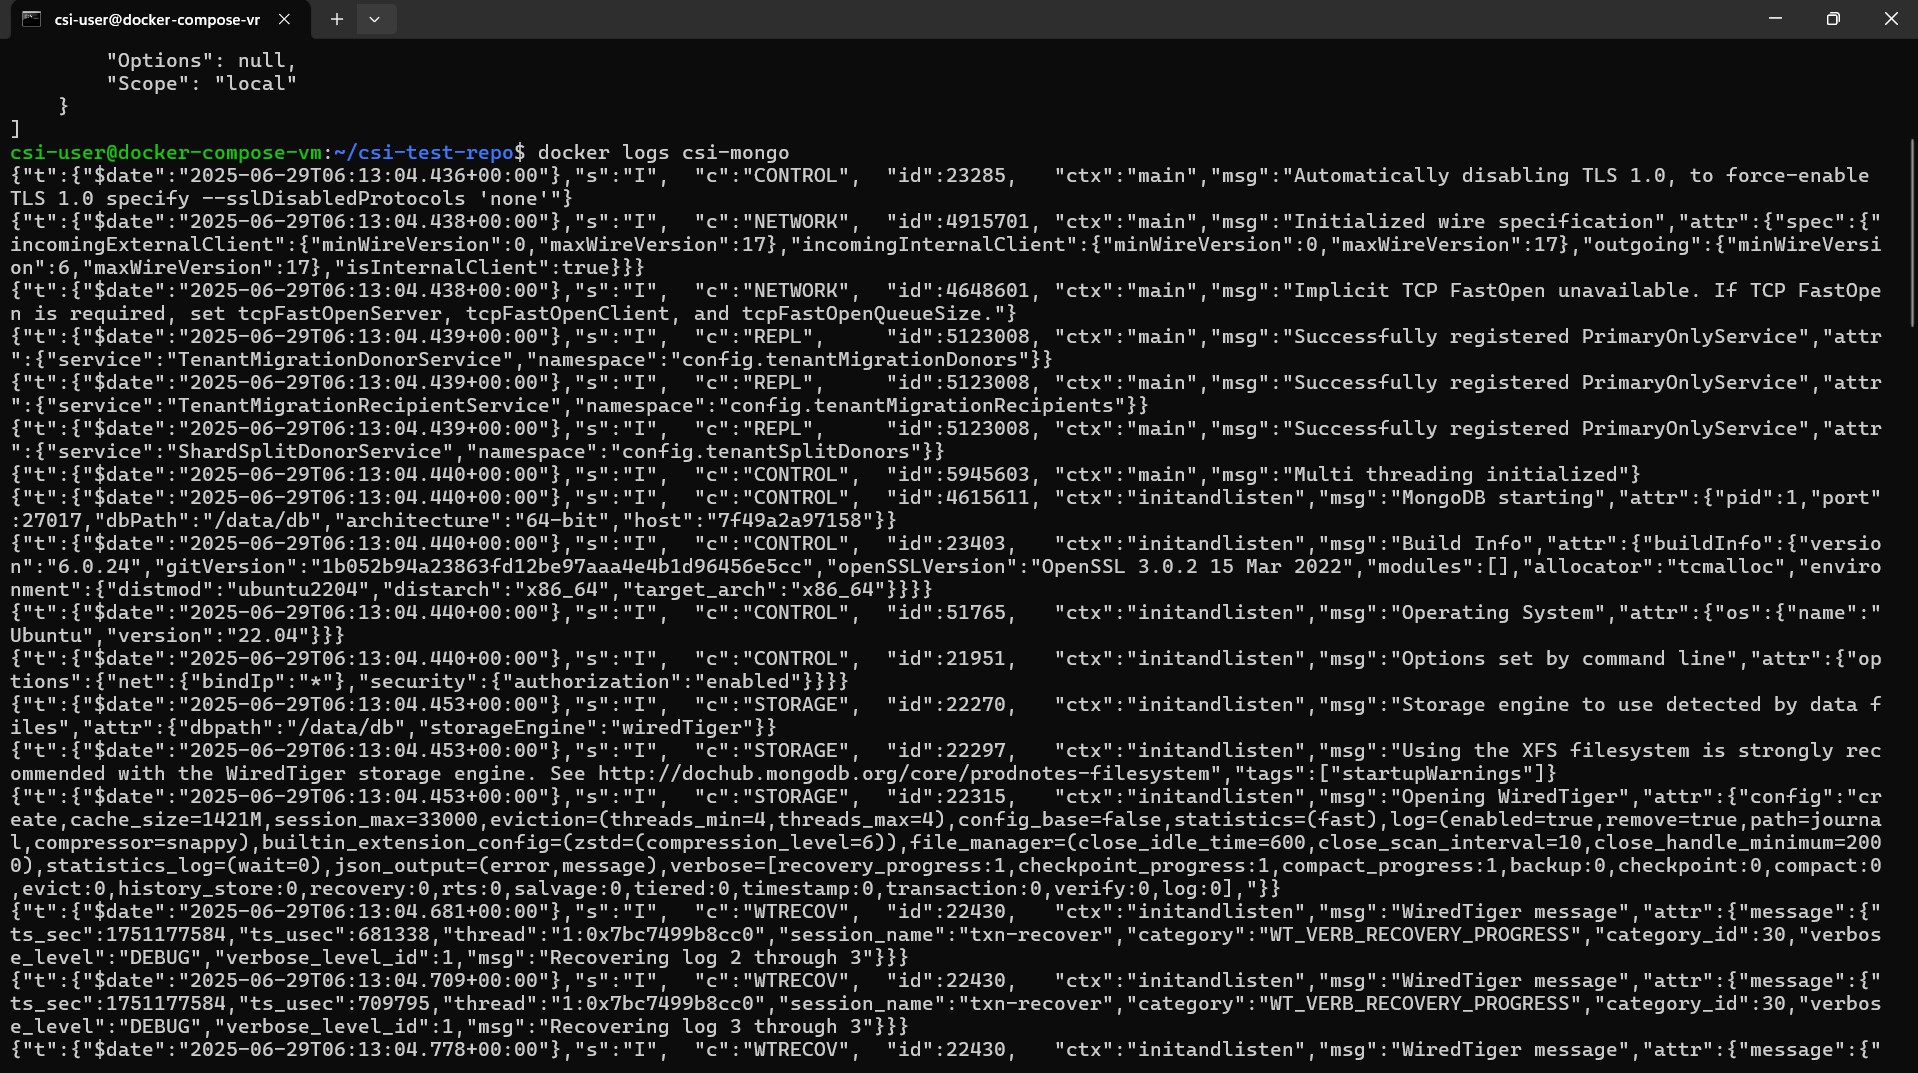 csi-user@docker-compose-vr
        "Options": null,
        "Scope": "local"
    }
]
csi-user@docker-compose-vm:~/csi-test-repo$ docker logs csi-mongo
{"t":{"$date":"2025-06-29T06:13:04.436+00:00"},"s":"I",  "c":"CONTROL",  "id":23285,   "ctx":"main","msg":"Automatically disabling TLS 1.0, to force-enable
TLS 1.0 specify --sslDisabledProtocols 'none'"}
{"t":{"$date":"2025-06-29T06:13:04.438+00:00"},"s":"I",  "c":"NETWORK",  "id":4915701, "ctx":"main","msg":"Initialized wire specification","attr":{"spec":{"
incomingExternalClient":{"minWireVersion":0,"maxWireVersion":17},"incomingInternalClient":{"minWireVersion":0,"maxWireVersion":17},"outgoing":{"minWireVersi
on":6,"maxWireVersion":17},"isInternalClient":true}}}
{"t":{"$date":"2025-06-29T06:13:04.438+00:00"},"s":"I",  "c":"NETWORK",  "id":4648601, "ctx":"main","msg":"Implicit TCP FastOpen unavailable. If TCP FastOpe
n is required, set tcpFastOpenServer, tcpFastOpenClient, and tcpFastOpenQueueSize."}
{"t":{"$date":"2025-06-29T06:13:04.439+00:00"},"s":"I",  "c":"REPL",     "id":5123008, "ctx":"main","msg":"Successfully registered PrimaryOnlyService","attr
":{"service":"TenantMigrationDonorService","namespace":"config.tenantMigrationDonors"}}
{"t":{"$date":"2025-06-29T06:13:04.439+00:00"},"s":"I",  "c":"REPL",     "id":5123008, "ctx":"main","msg":"Successfully registered PrimaryOnlyService","attr
":{"service":"TenantMigrationRecipientService","namespace":"config.tenantMigrationRecipients"}}
{"t":{"$date":"2025-06-29T06:13:04.439+00:00"},"s":"I",  "c":"REPL",     "id":5123008, "ctx":"main","msg":"Successfully registered PrimaryOnlyService","attr
":{"service":"ShardSplitDonorService","namespace":"config.tenantSplitDonors"}}
{"t":{"$date":"2025-06-29T06:13:04.440+00:00"},"s":"I",  "c":"CONTROL",  "id":5945603, "ctx":"main","msg":"Multi threading initialized"}
{"t":{"$date":"2025-06-29T06:13:04.440+00:00"},"s":"I",  "c":"CONTROL",  "id":4615611, "ctx":"initandlisten","msg":"MongoDB starting","attr":{"pid":1,"port"
:27017,"dbPath":"/data/db","architecture":"64-bit","host":"7f49a2a97158"}}
{"t":{"$date":"2025-06-29T06:13:04.440+00:00"},"s":"I",  "c":"CONTROL",  "id":23403,   "ctx":"initandlisten","msg":"Build Info","attr":{"buildInfo":{"versio
n":"6.0.24","gitVersion":"1b052b94a23863fd12be97aaa4e4b1d96456e5cc","openSSLVersion":"OpenSSL 3.0.2 15 Mar 2022","modules":[],"allocator":"tcmalloc","enviro
nment":{"distmod":"ubuntu2204","distarch":"x86_64","target_arch":"x86_64"}}}}
{"t":{"$date":"2025-06-29T06:13:04.440+00:00"},"s":"I",  "c":"CONTROL",  "id":51765,   "ctx":"initandlisten","msg":"Operating System","attr":{"os":{"name":"
Ubuntu","version":"22.04"}}}
{"t":{"$date":"2025-06-29T06:13:04.440+00:00"},"s":"I",  "c":"CONTROL",  "id":21951,   "ctx":"initandlisten","msg":"Options set by command line","attr":{"op
tions":{"net":{"bindIp":"*"},"security":{"authorization":"enabled"}}}}
{"t":{"$date":"2025-06-29T06:13:04.453+00:00"},"s":"I",  "c":"STORAGE",  "id":22270,   "ctx":"initandlisten","msg":"Storage engine to use detected by data f
iles","attr":{"dbpath":"/data/db","storageEngine":"wiredTiger"}}
{"t":{"$date":"2025-06-29T06:13:04.453+00:00"},"s":"I",  "c":"STORAGE",  "id":22297,   "ctx":"initandlisten","msg":"Using the XFS filesystem is strongly rec
ommended with the WiredTiger storage engine. See http://dochub.mongodb.org/core/prodnotes-filesystem","tags":["startupWarnings"]}
{"t":{"$date":"2025-06-29T06:13:04.453+00:00"},"s":"I",  "c":"STORAGE",  "id":22315,   "ctx":"initandlisten","msg":"Opening WiredTiger","attr":{"config":"cr
eate,cache_size=1421M,session_max=33000,eviction=(threads_min=4,threads_max=4),config_base=false,statistics=(fast),log=(enabled=true,remove=true,path=journa
l,compressor=snappy),builtin_extension_config=(zstd=(compression_level=6)),file_manager=(close_idle_time=600,close_scan_interval=10,close_handle_minimum=200
0),statistics_log=(wait=0),json_output=(error,message),verbose=[recovery_progress:1,checkpoint_progress:1,compact_progress:1,backup:0,checkpoint:0,compact:0
,evict:0,history_store:0,recovery:0,rts:0,salvage:0,tiered:0,timestamp:0,transaction:0,verify:0,log:0],"}}
{"t":{"$date":"2025-06-29T06:13:04.681+00:00"},"s":"I",  "c":"WTRECOV",  "id":22430,   "ctx":"initandlisten","msg":"WiredTiger message","attr":{"message":{"
ts_sec":1751177584,"ts_usec":681338,"thread":"1:0x7bc7499b8cc0","session_name":"txn-recover","category":"WT_VERB_RECOVERY_PROGRESS","category_id":30,"verbos
e_level":"DEBUG","verbose_level_id":1,"msg":"Recovering log 2 through 3"}}}
{"t":{"$date":"2025-06-29T06:13:04.709+00:00"},"s":"I",  "c":"WTRECOV",  "id":22430,   "ctx":"initandlisten","msg":"WiredTiger message","attr":{"message":{"
ts_sec":1751177584,"ts_usec":709795,"thread":"1:0x7bc7499b8cc0","session_name":"txn-recover","category":"WT_VERB_RECOVERY_PROGRESS","category_id":30,"verbos
e_level":"DEBUG","verbose_level_id":1,"msg":"Recovering log 3 through 3"}}}
{"t":{"$date":"2025-06-29T06:13:04.778+00:00"},"s":"I",  "c":"WTRECOV",  "id":22430,   "ctx":"initandlisten","msg":"WiredTiger message","attr":{"message":{"